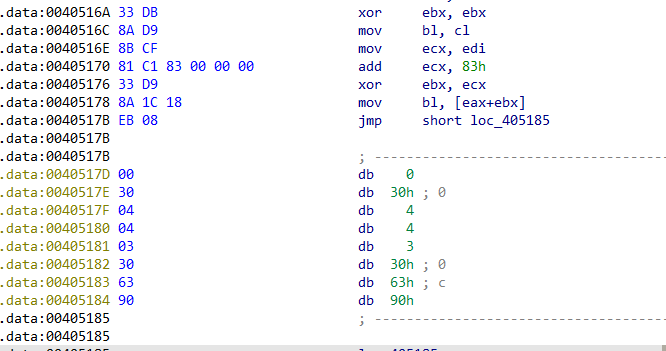 .data:0040516A 33 DB xor ebx, ebx
.data:0040516C 8A D9 mov bl, cl
.data:0040516E 8B CF mov ecx, edi
.data:00405170 81 C1 83 00 00 00 add ecx, 83h
.data:00405176 33 D9 xor ebx, ecx
.data:00405178 8A 1C 18 mov bl, [eax+ebx]
.data:0040517B EB 08 jmp short loc_405185
.data:0040517B
.data:0040517B ; -------------------------------------
.data:0040517D 00 db 0
.data:0040517E 30 db 30h ; 0
.data:0040517F 04 db 4
.data:00405180 04 db 4
.data:00405181 03 db 3
.data:00405182 30 db 30h ; 0
.data:00405183 63 db 63h ; c
.data:00405184 90 db 90h
.data:00405185 ; -------------------------------------
.data:00405185